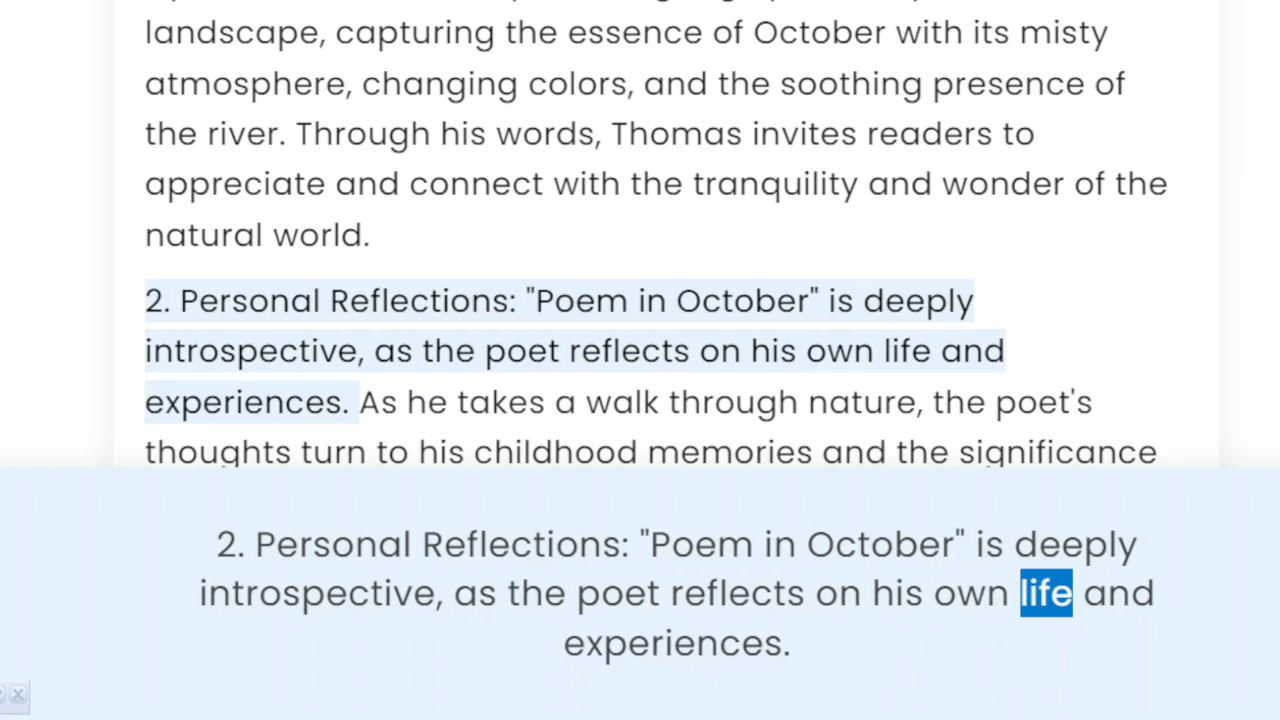 landscape, capturing the essence of October with its misty
atmosphere, changing colors, and the soothing presence of
the river. Through his words, Thomas invites readers to
appreciate and connect with the tranquility and wonder of the
natural world.
2. Personal Reflections: "Poem in October" is deeply
introspective, as the poet reflects on his own life and
experiences. As he takes a walk through nature, the poet's
thoughts turn to his childhood memories and the significance
2. Personal Reflections: "Poem in October" is deeply
introspective, as the poet reflects on his own life and
experiences.